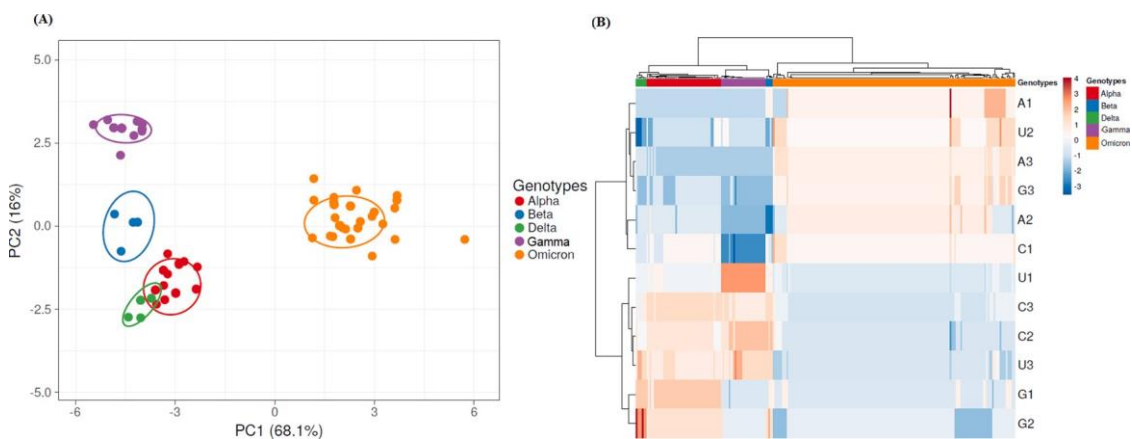 (A)
5.0
2.5
0.0
-2.5
-5.0
PC2 (16%)
-6
-3
0
3
6
PC1 (68.1%)
Genotypes
Alpha
Beta
Delta
Gamma
Omicron
(B)
Genotypes
A1
U2
A3
G3
A2
C1
U1
C3
C2
U3
G1
G2
4
3
2
1
0
-1
-2
-3
Genotypes
Alpha
Beta
Delta
Gamma
Omicron